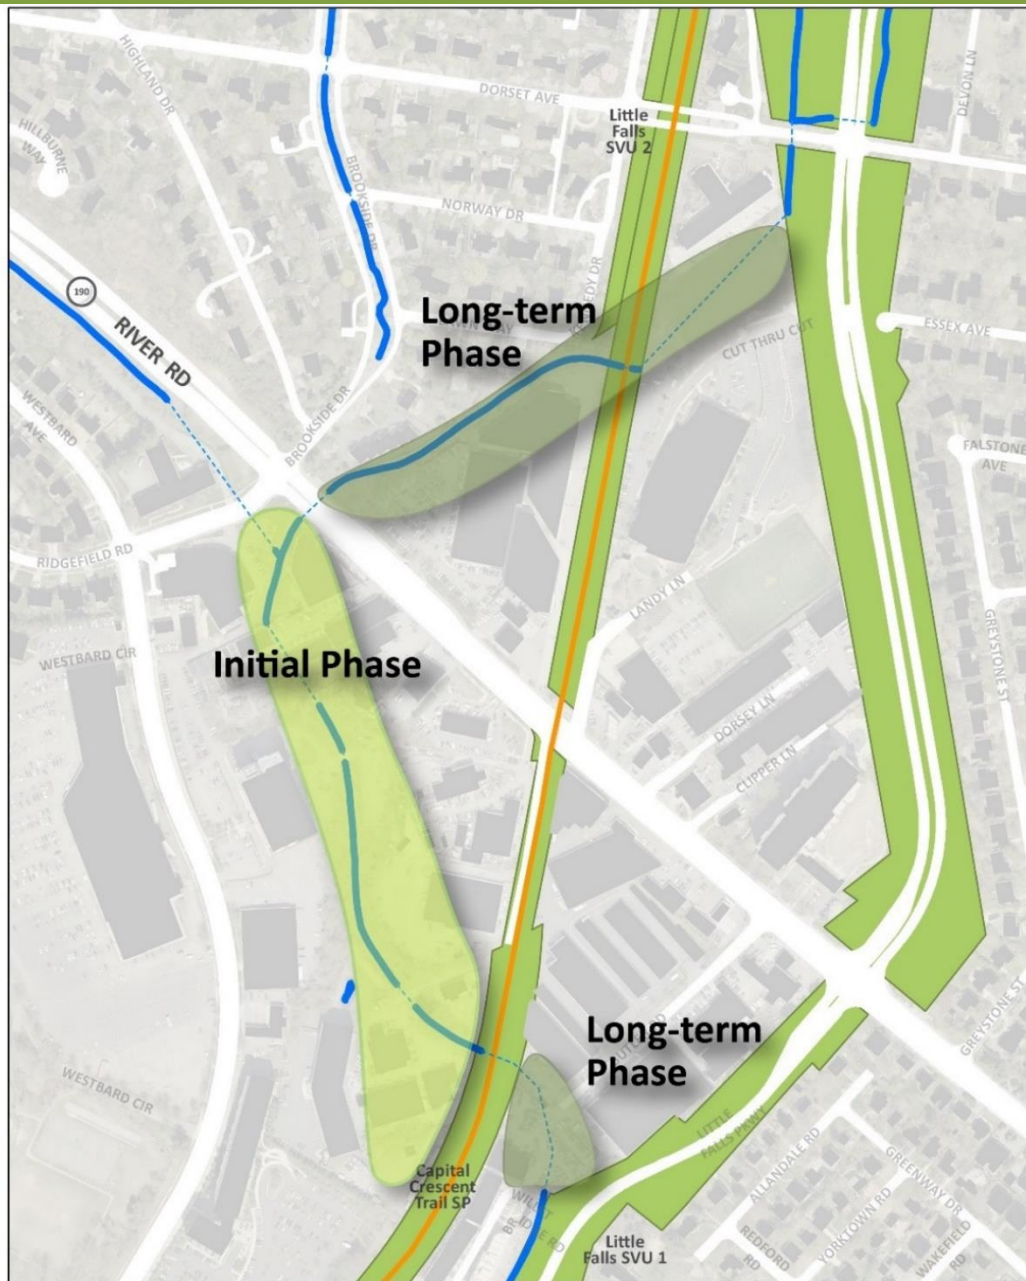 HIGHLAND DR
DORSET AVE
DEVON LN
Little
Falls
SVU 2
HILLBURNE
WAY
BROOKSIDE DR
NORWAY DR
190
RIVER RD
Long-term
Phase
ESSEX AVE
CUT THRU CUT
WESTBARD
AVE
BROOKSIDE DR
FALSTONE
AVE
RIDGEFIELD RD
LANDY LN
GREYSTONE ST
WESTBARD CIR
Initial Phase
DORSEY LN
CLIPPER LN
Long-term
Phase
GREYSTONE ST
WESTBARD CIR
LITTLE
FALLS PKWY
ALLANDALE RD
GREENWAY DR
Capital
Crescent
Trail SP
YORKTOWN RD
REDFORD
RD
WAKEFIELD
RD
Little
Falls SVU 1